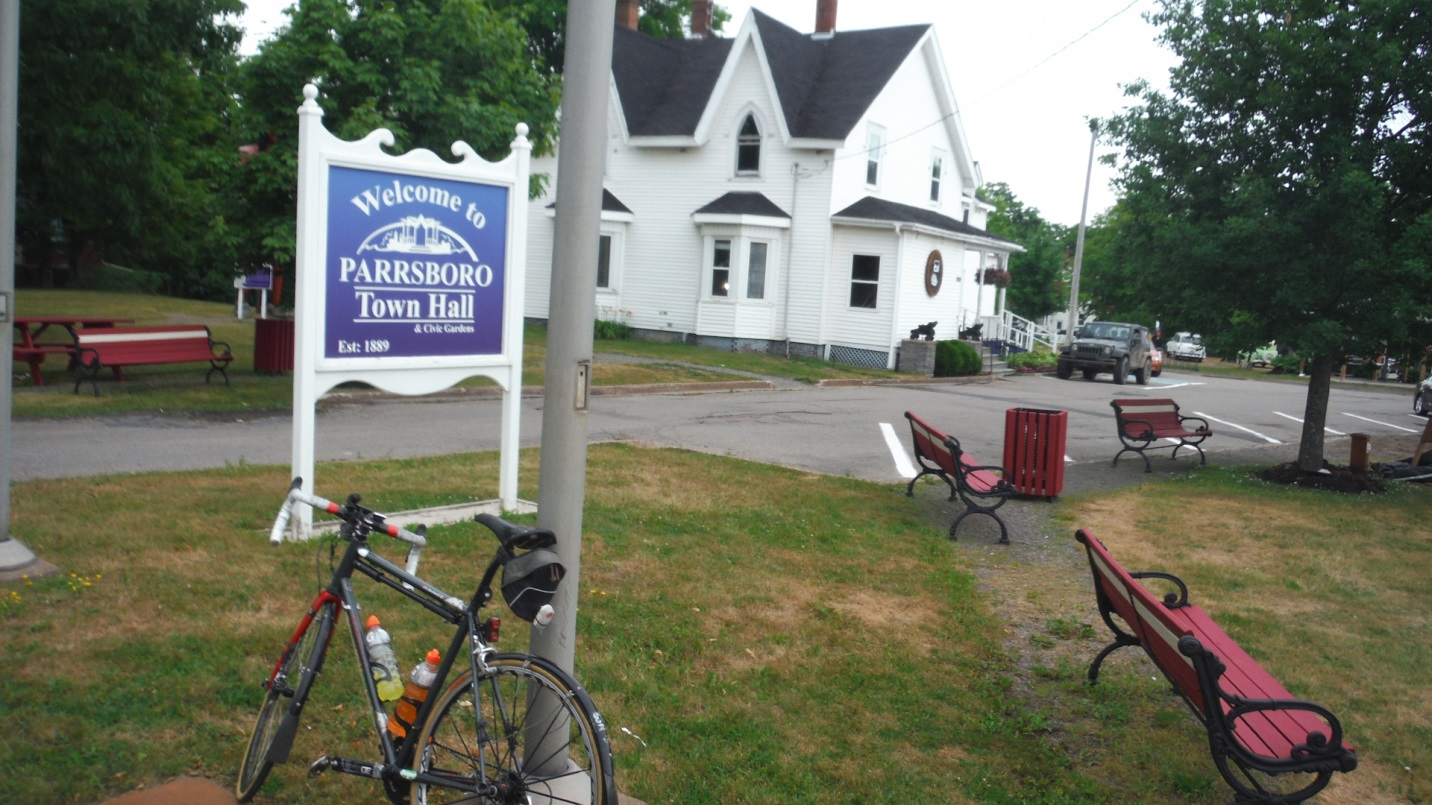 Welcome to
PARRSBORO
Town Hall
& Civic Gardens
Est: 1889